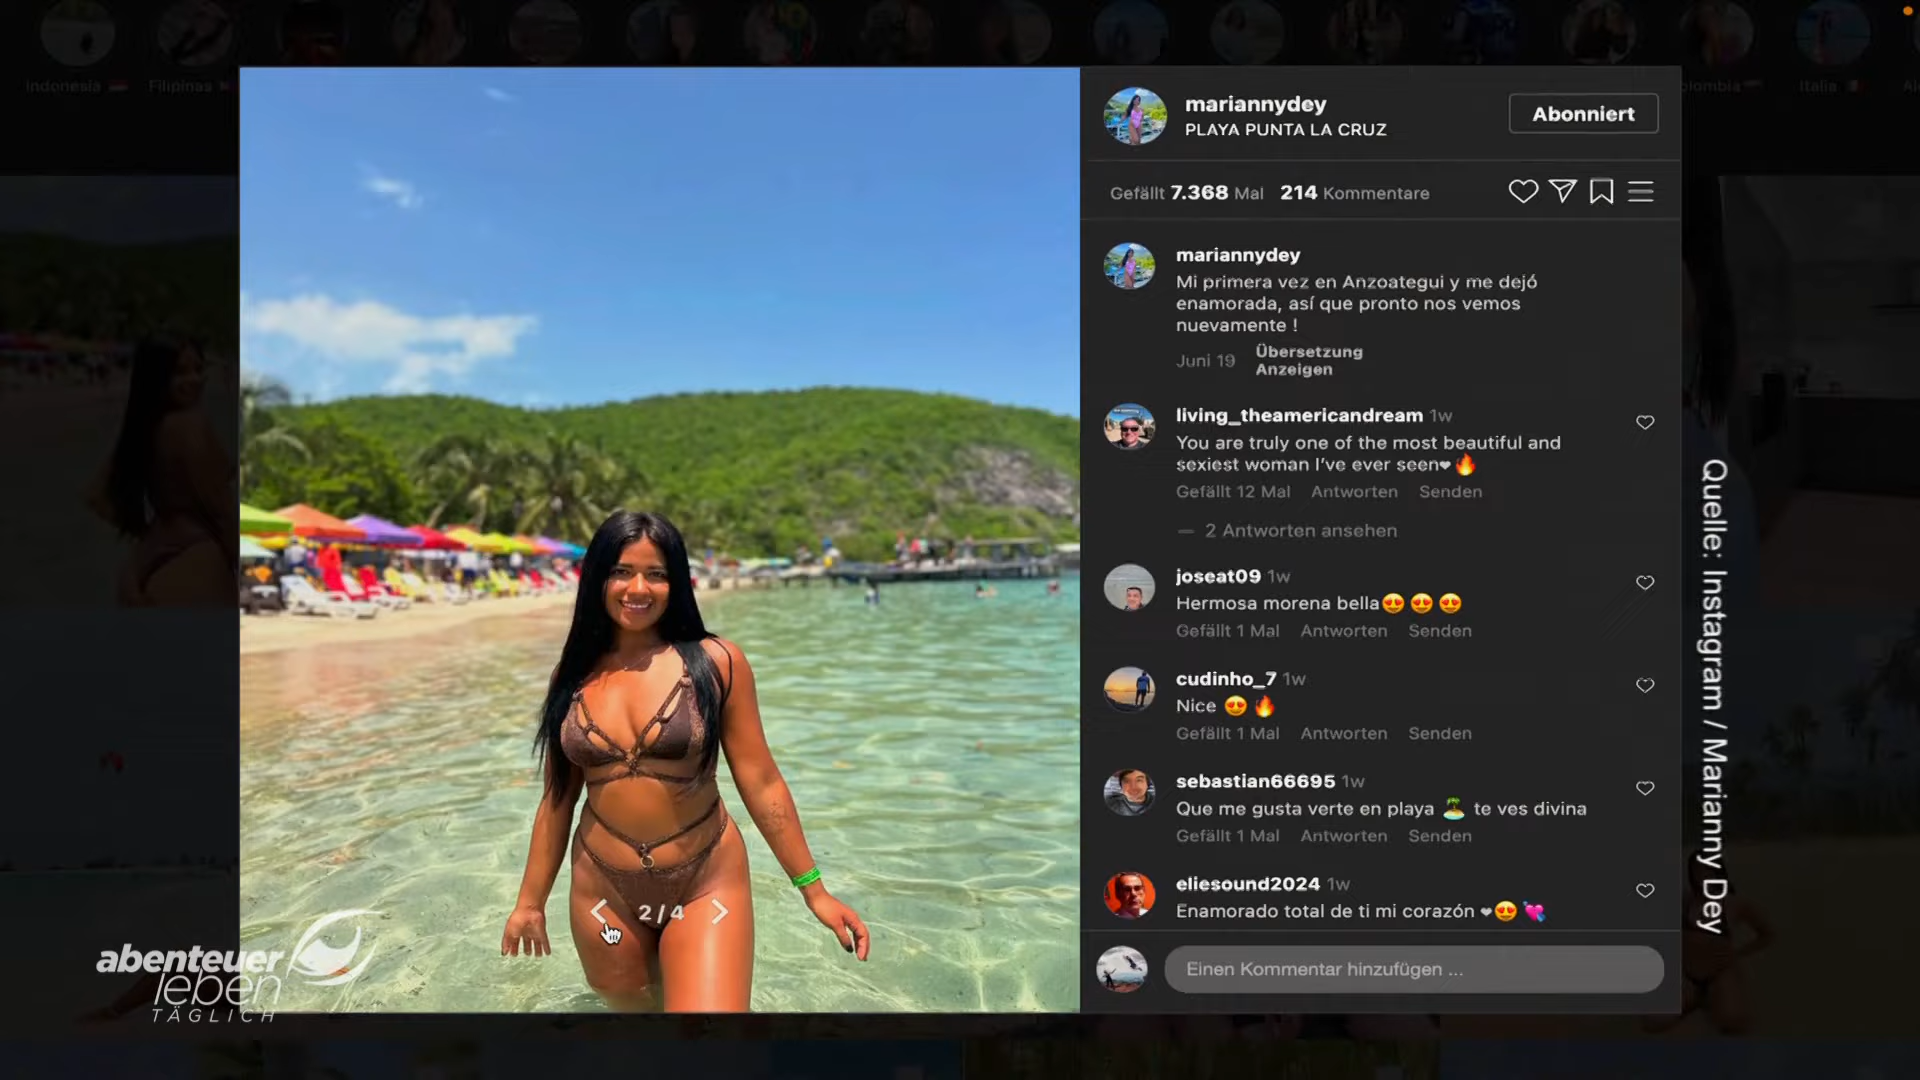 Indonesia
Filipinas
Italia
mariannydey
PLAYA PUNTA LA CRUZ
Abonniert
Gefällt 7.368 Mal 214 Kommentare
mariannydey
Mi primera vez en Anzoategui y me dejó
enamorada, así que pronto nos vemos
nuevamente !
Juni 19
Übersetzung
Anzeigen
living_theamericandream 1w
You are truly one of the most beautiful and
sexiest woman I've ever seen❤🔥
Gefällt 12 Mal Antworten Senden
— 2 Antworten ansehen
joseat09 1w
Hermosa morena bella😍😍😍
Gefällt 1 Mal Antworten Senden
cudinho_7 1w
Nice 😍🔥
Gefällt 1 Mal Antworten Senden
sebastian66695 1w
Que me gusta verte en playa 🏝️ te ves divina
Gefällt 1 Mal Antworten Senden
eliesound2024 1w
Enamorado total de ti mi corazón ❤😍💘
Einen Kommentar hinzufügen ...
2/4
abenteuer
leben
TÄGLICH
Quelle: Instagram / Marianny Dey